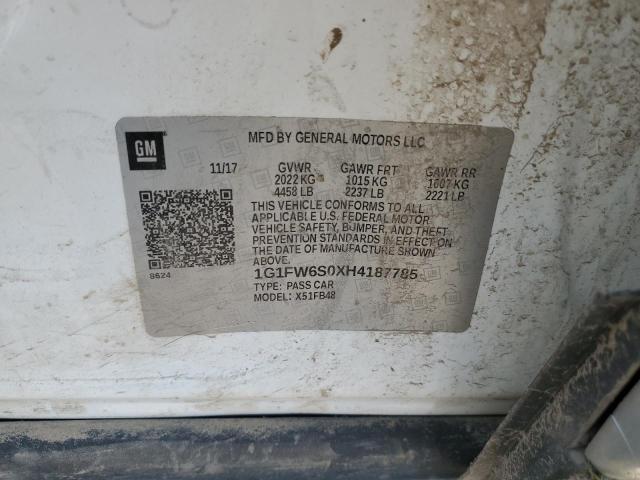 GM
MFD BY GENERAL MOTORS LLC
11/17 GVWR GAWR FRT GAWR RR
2022 KG 1015 KG 1007 KG
4458 LB 2237 LB 2221 LB
THIS VEHICLE CONFORMS TO ALL
APPLICABLE U.S. FEDERAL MOTOR
VEHICLE SAFETY, BUMPER, AND THEFT
PREVENTION STANDARDS IN EFFECT ON
THE DATE OF MANUFACTURE SHOWN
ABOVE.
8624
1G1FW6S0XH4187785
TYPE: PASS CAR
MODEL: X51FB48